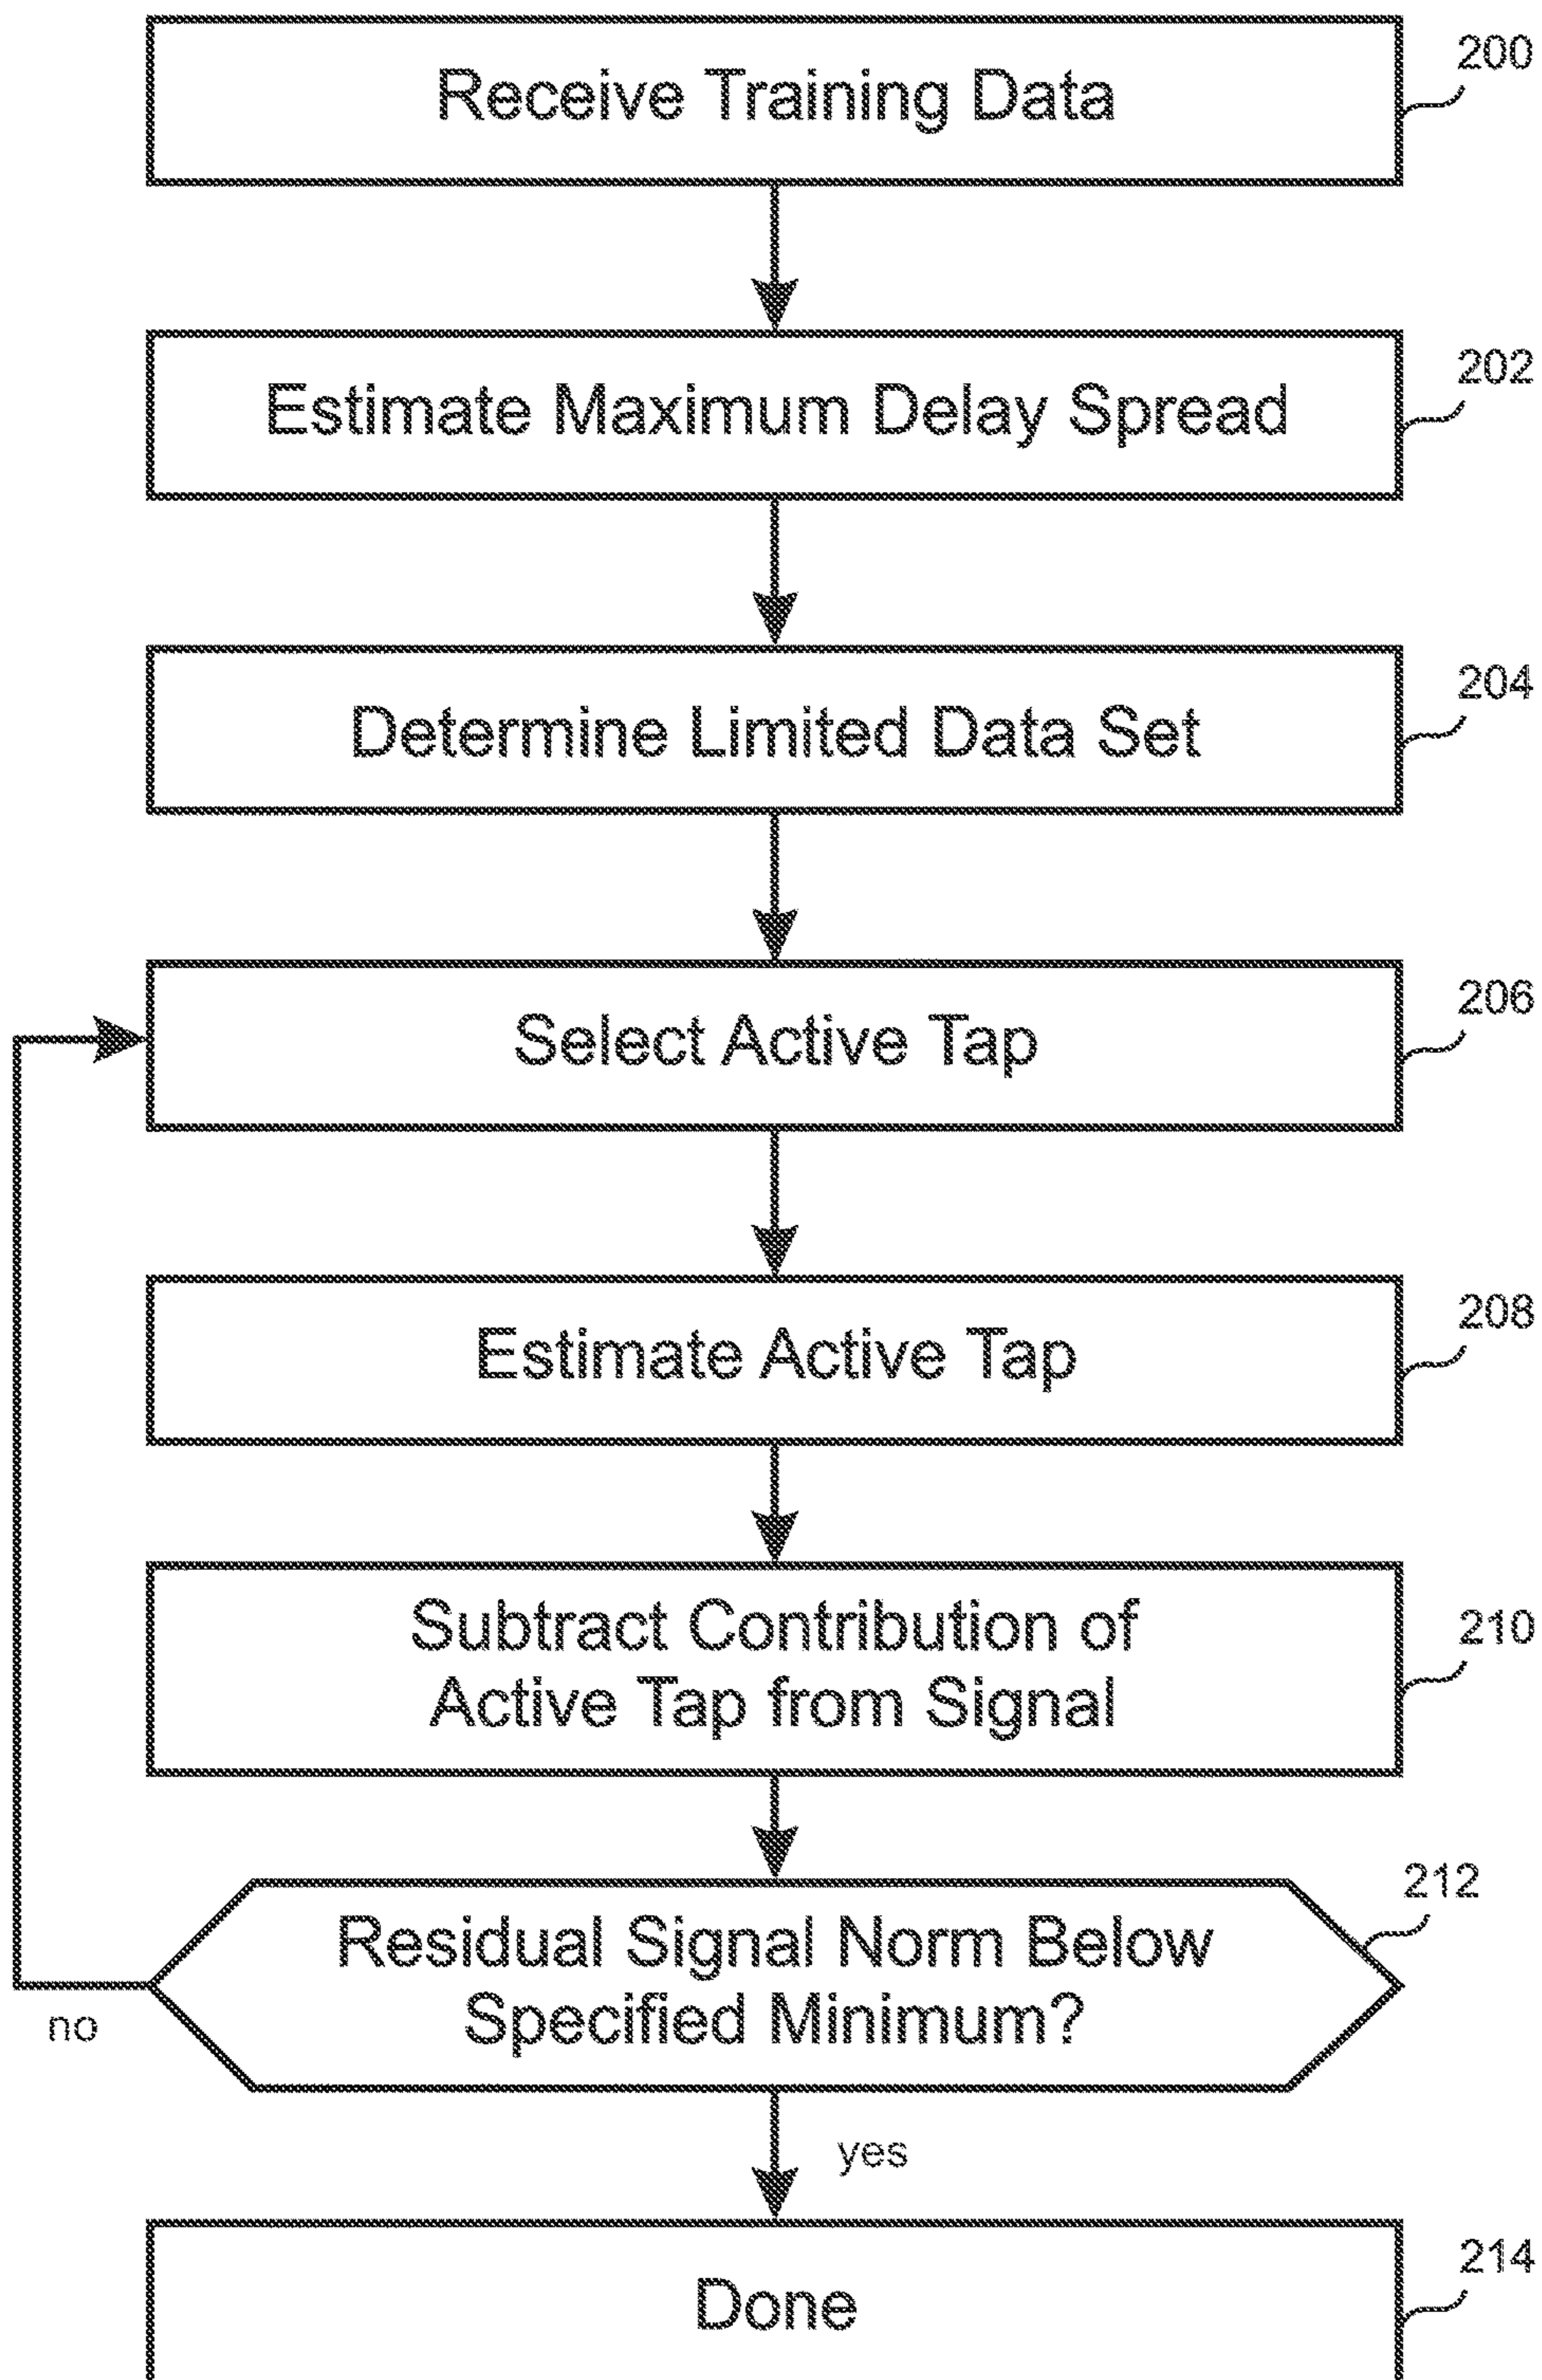 200
Receive Training Data
202
Estimate Maximum Delay Spread
204
Determine Limited Data Set
206
Select Active Tap
208
Estimate Active Tap
210
Subtract Contribution of
Active Tap from Signal
212
Residual Signal Norm Below
Specified Minimum?
no
yes
214
Done